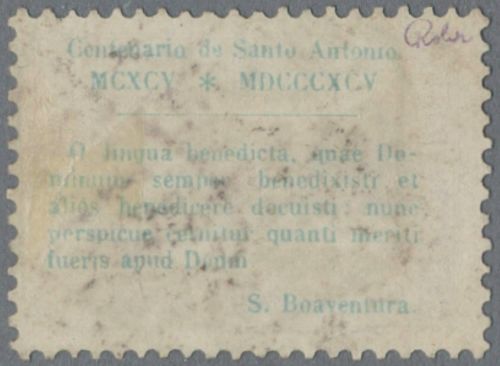 Centenario de Santo Antonio
MCXCV * MDCCCXCV
O lingua benedicta, quae Do-
minum semper benedixisti et
alios benedicere docuisti: nunc
perspicue cernitur quanti meriti
fueris apud Deum
S. Boaventura.